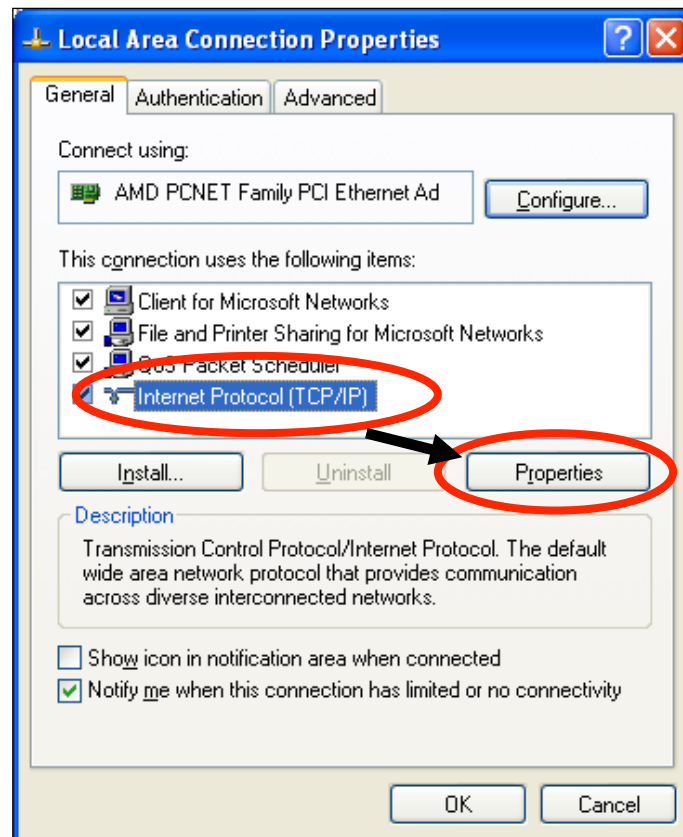 Local Area Connection Properties
General Authentication Advanced
Connect using:
AMD PCNET Family PCI Ethernet Ad
Configure...
This connection uses the following items:
Client for Microsoft Networks
File and Printer Sharing for Microsoft Networks
QoS Packet Scheduler
Internet Protocol (TCP/IP)
Install... Uninstall Properties
Description
Transmission Control Protocol/Internet Protocol. The default
wide area network protocol that provides communication
across diverse interconnected networks.
Show icon in notification area when connected
Notify me when this connection has limited or no connectivity
OK Cancel